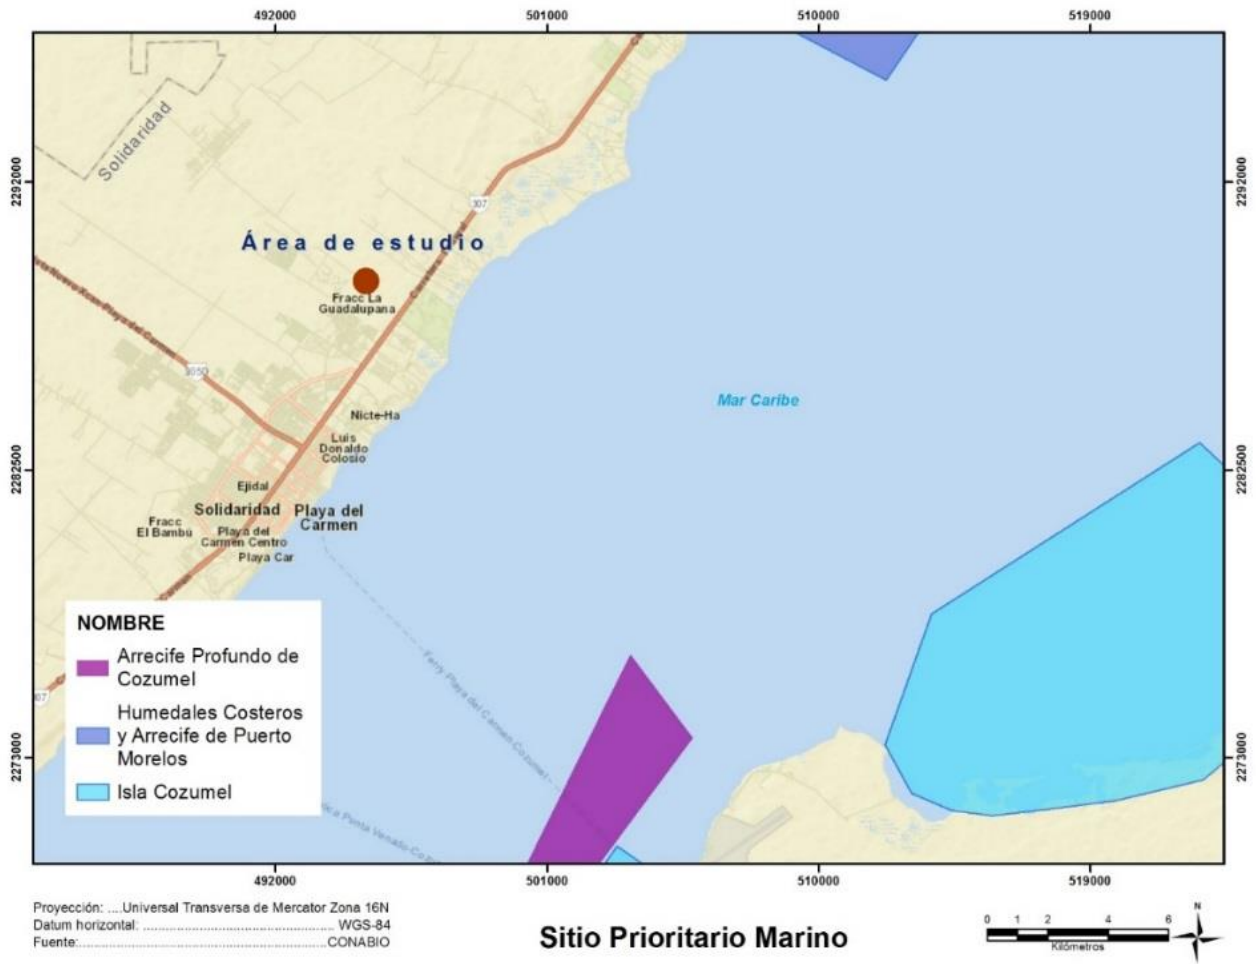 492000
501000
510000
519000
2292000
2292000
Solidaridad
307
Área de estudio
Fracc La
Guadalupana
Mar Caribe
Nicte-Ha
Luis
Donaldo
Colosio
2282500
2282500
Ejidal
Solidaridad
Playa del
Carmen
Fracc
El Bambú
Playa del
Carmen Centro
Playa Car
Carmen
NOMBRE
Arrecife Profundo de
Cozumel
Humedales Costeros
y Arrecife de Puerto
Morelos
Isla Cozumel
Ferry Playa del Carmen-Cozumel
2273000
2273000
492000
501000
510000
519000
Proyección: ....Universal Transversa de Mercator Zona 16N
Datum horizontal: .................................... WGS-84
Fuente:..............................................CONABIO
Sitio Prioritario Marino
0 1 2 4 6
Kilómetros
N